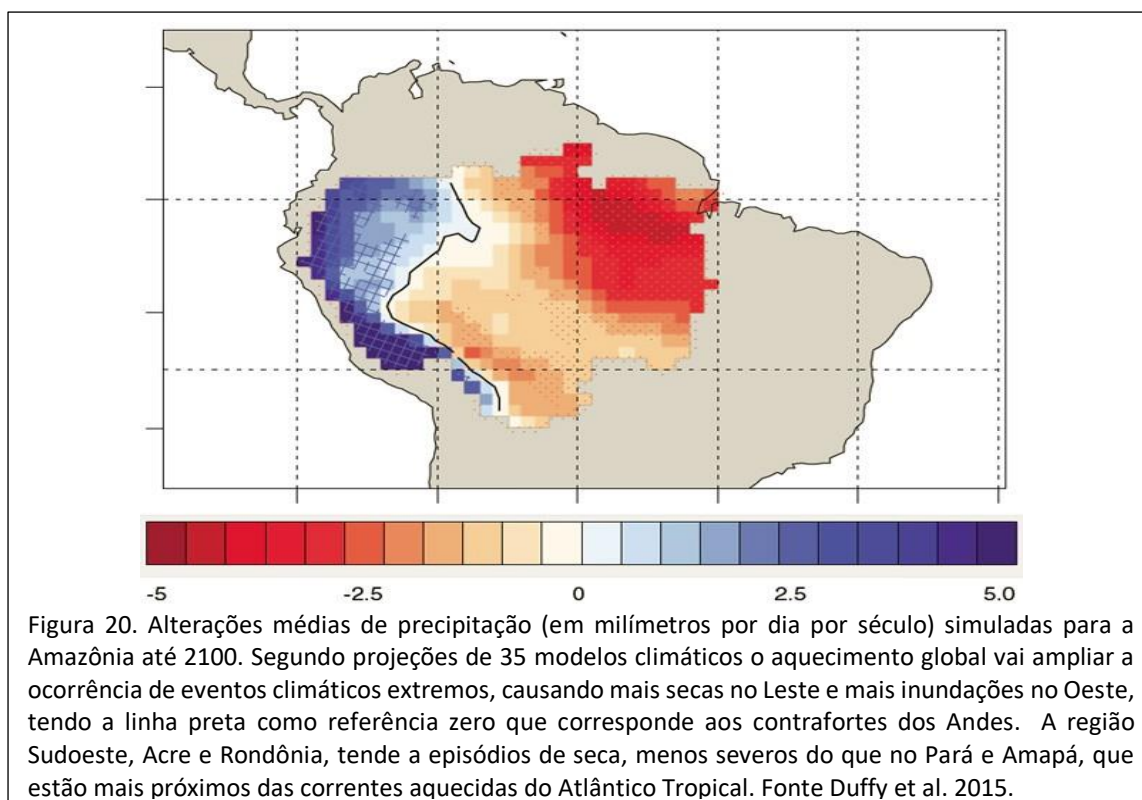 -5 -2.5 0 2.5 5.0
Figura 20. Alterações médias de precipitação (em milímetros por dia por século) simuladas para a
Amazônia até 2100. Segundo projeções de 35 modelos climáticos o aquecimento global vai ampliar a
ocorrência de eventos climáticos extremos, causando mais secas no Leste e mais inundações no Oeste,
tendo a linha preta como referência zero que corresponde aos contrafortes dos Andes. A região
Sudoeste, Acre e Rondônia, tende a episódios de seca, menos severos do que no Pará e Amapá, que
estão mais próximos das correntes aquecidas do Atlântico Tropical. Fonte Duffy et al. 2015.